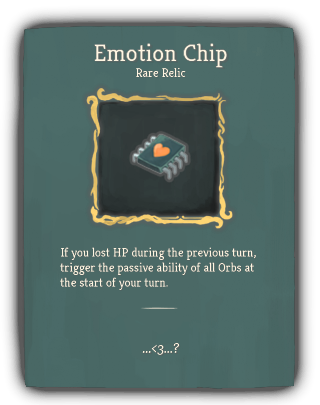 Emotion Chip
Rare Relic
If you lost HP during the previous turn,
trigger the passive ability of all Orbs at
the start of your turn.
...<3...?